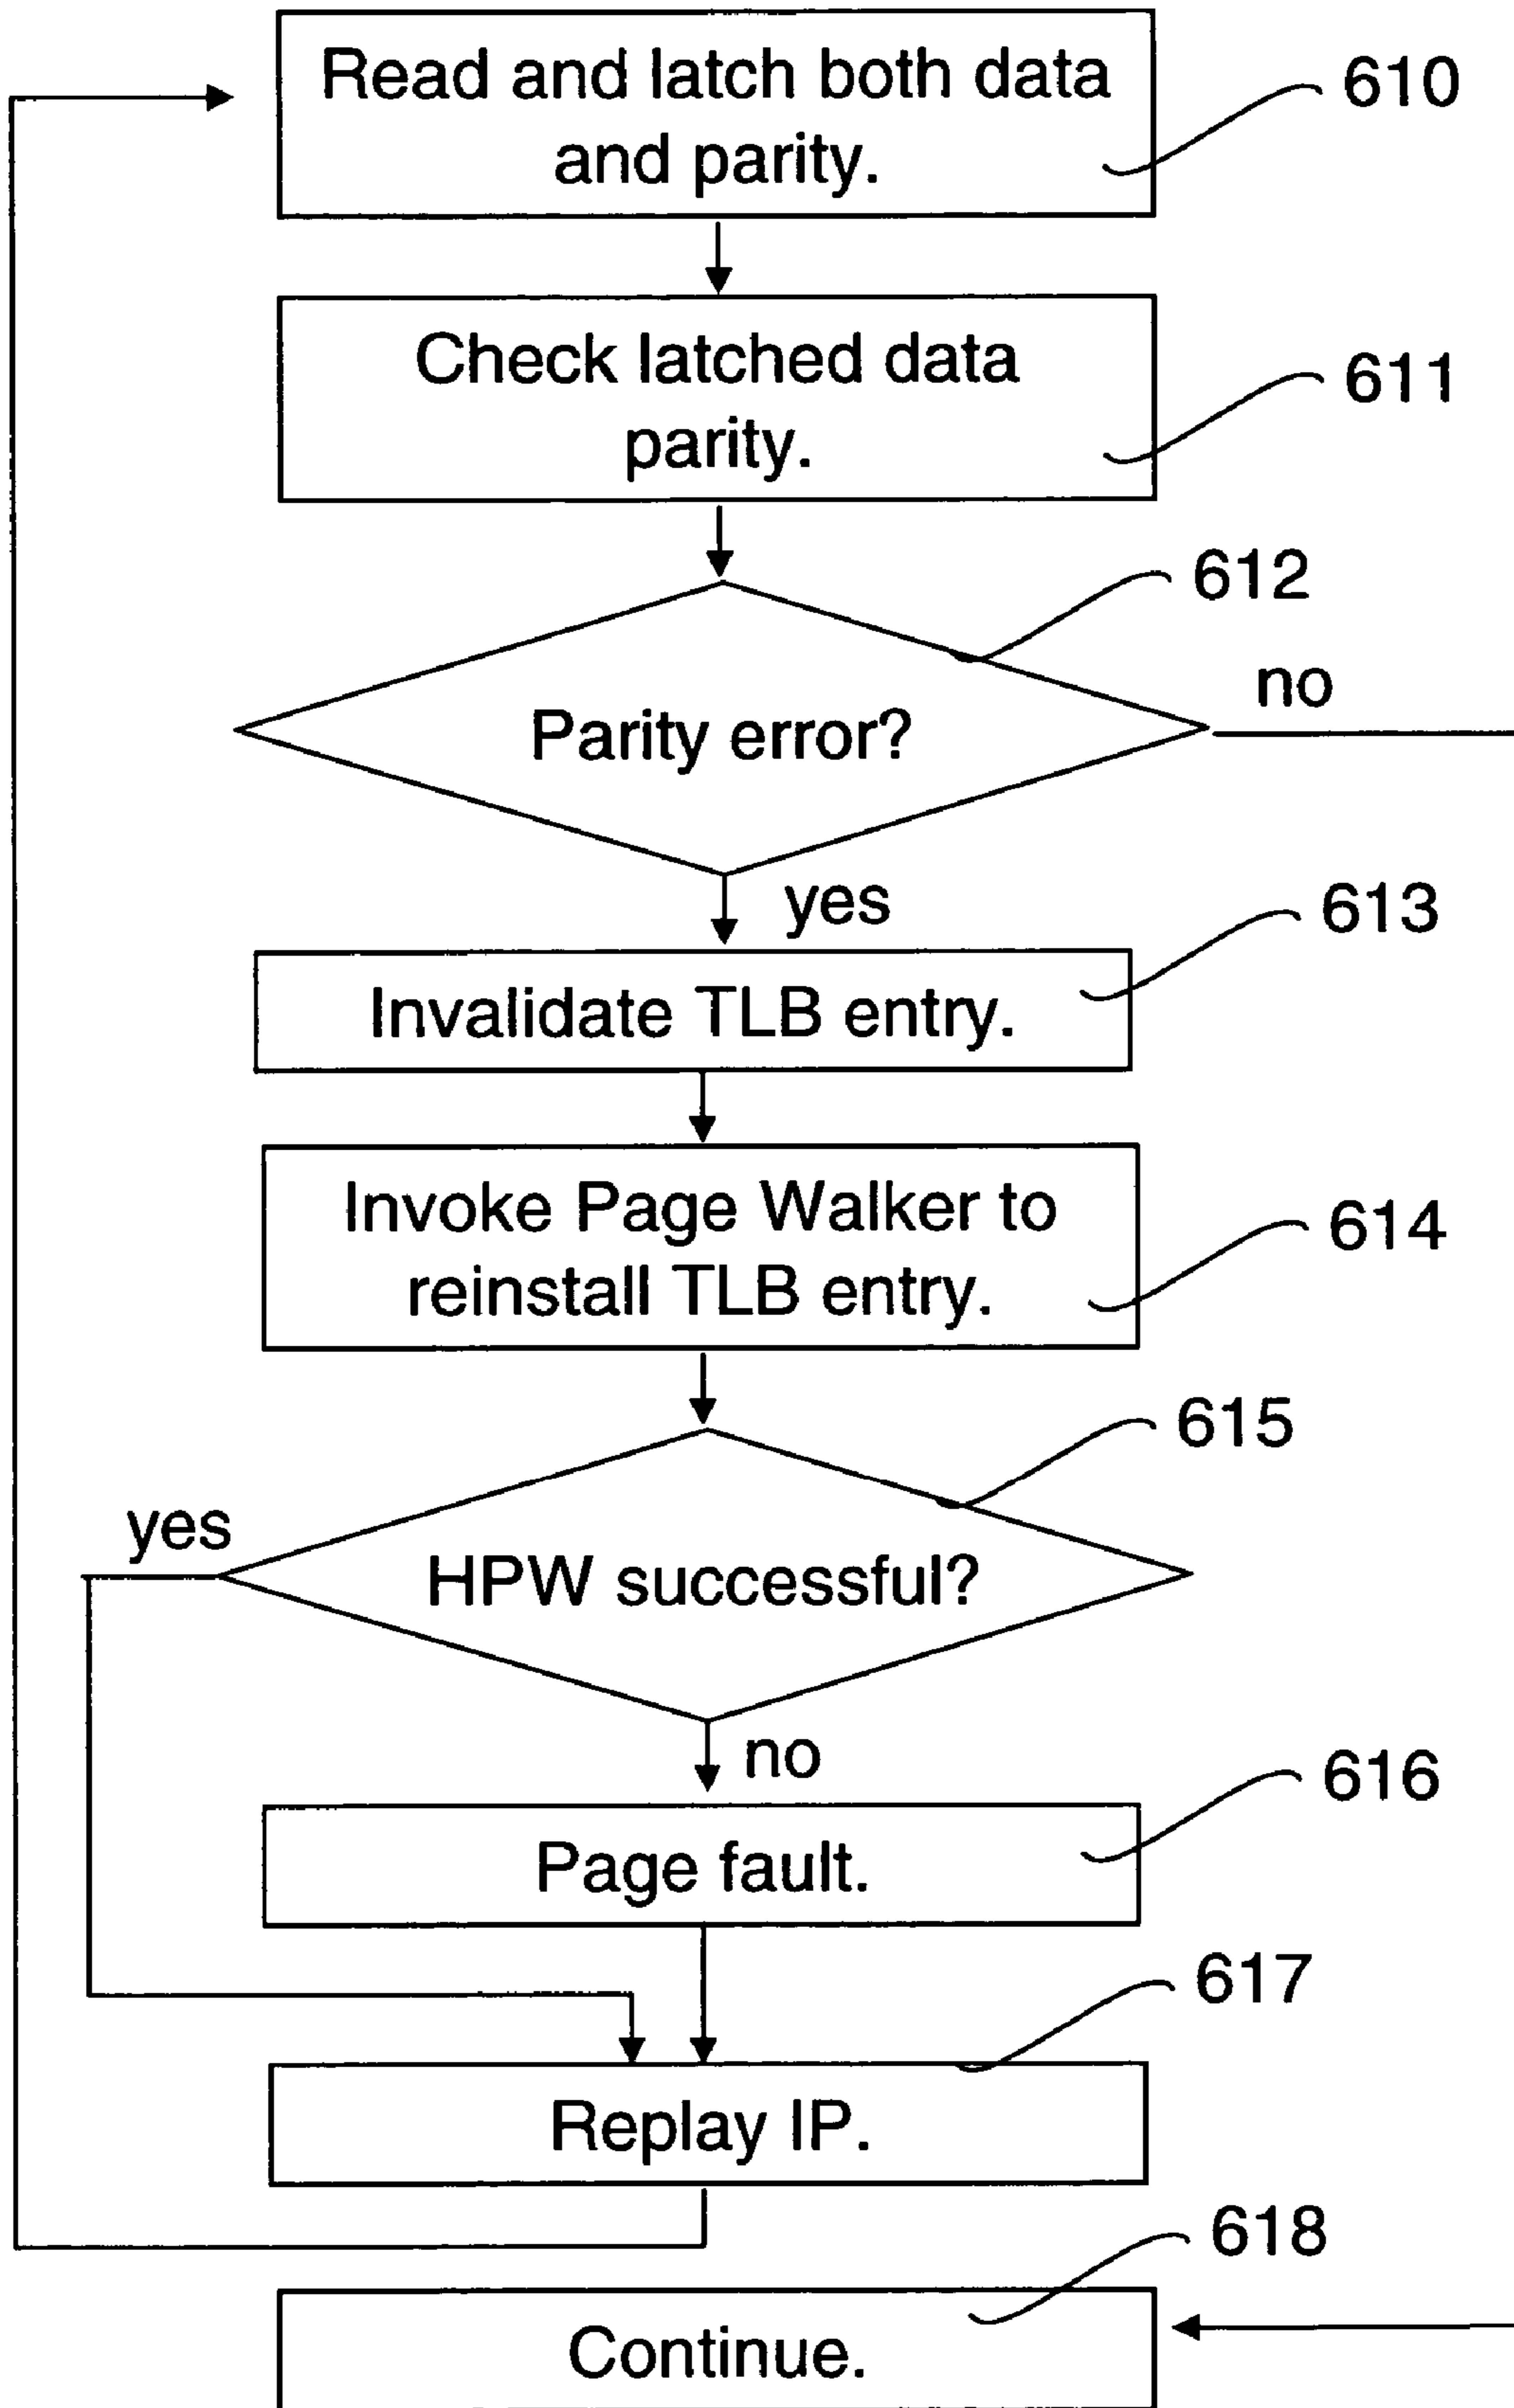 Read and latch both data
and parity.
610
Check latched data
parity.
611
612
Parity error?
no
yes
613
Invalidate TLB entry.
Invoke Page Walker to
reinstall TLB entry.
614
615
yes
HPW successful?
no
616
Page fault.
617
Replay IP.
618
Continue.